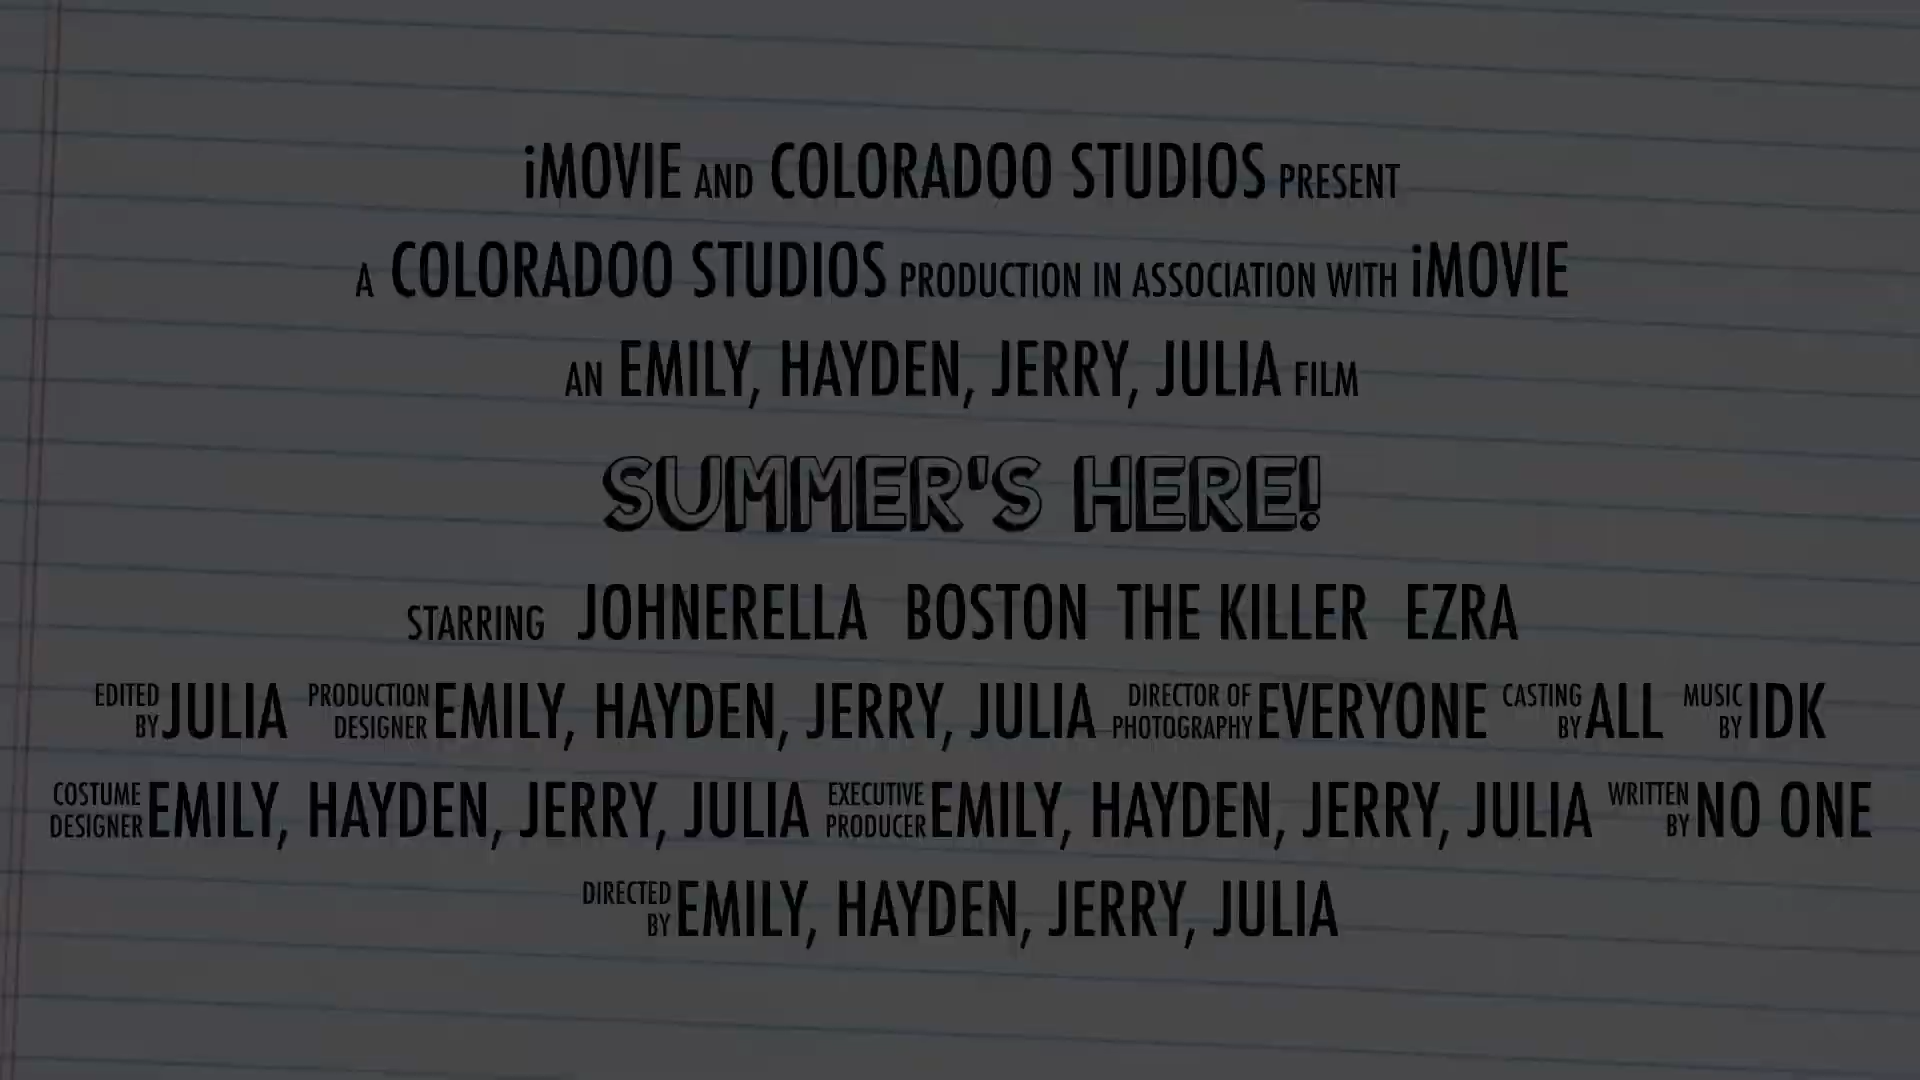 iMOVIE AND COLORADOO STUDIOS PRESENT
A COLORADOO STUDIOS PRODUCTION IN ASSOCIATION WITH iMOVIE
AN EMILY, HAYDEN, JERRY, JULIA FILM
SUMMER'S HERE!
STARRING JOHNERELLA BOSTON THE KILLER EZRA
EDITED BY JULIA PRODUCTION DESIGNER EMILY, HAYDEN, JERRY, JULIA DIRECTOR OF PHOTOGRAPHY EVERYONE CASTING BY ALL MUSIC BY IDK
COSTUME DESIGNER EMILY, HAYDEN, JERRY, JULIA EXECUTIVE PRODUCER EMILY, HAYDEN, JERRY, JULIA WRITTEN BY NO ONE
DIRECTED BY EMILY, HAYDEN, JERRY, JULIA